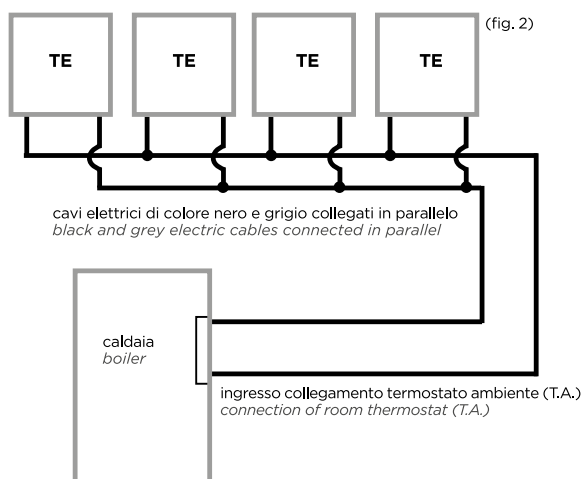 (fig. 2)
TE
TE
TE
TE
cavi elettrici di colore nero e grigio collegati in parallelo
black and grey electric cables connected in parallel
caldaia
boiler
ingresso collegamento termostato ambiente (T.A.)
connection of room thermostat (T.A.)